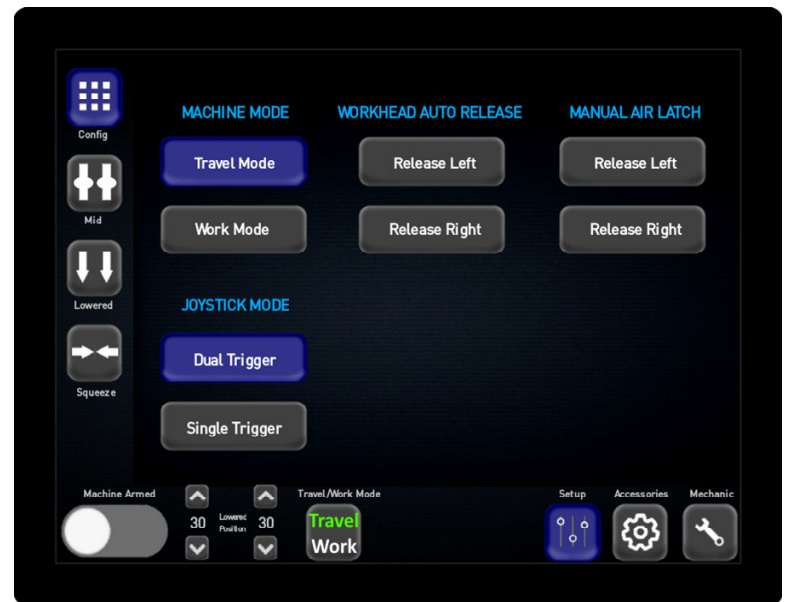 Config
MACHINE MODE
WORKHEAD AUTO RELEASE
MANUAL AIR LATCH
Travel Mode
Release Left
Release Left
Mid
Work Mode
Release Right
Release Right
Lowered
JOYSTICK MODE
Dual Trigger
Squeeze
Single Trigger
Machine Armed
30
Lowered
Position
30
Travel/Work Mode
Travel
Work
Setup
Accessories
Mechanic